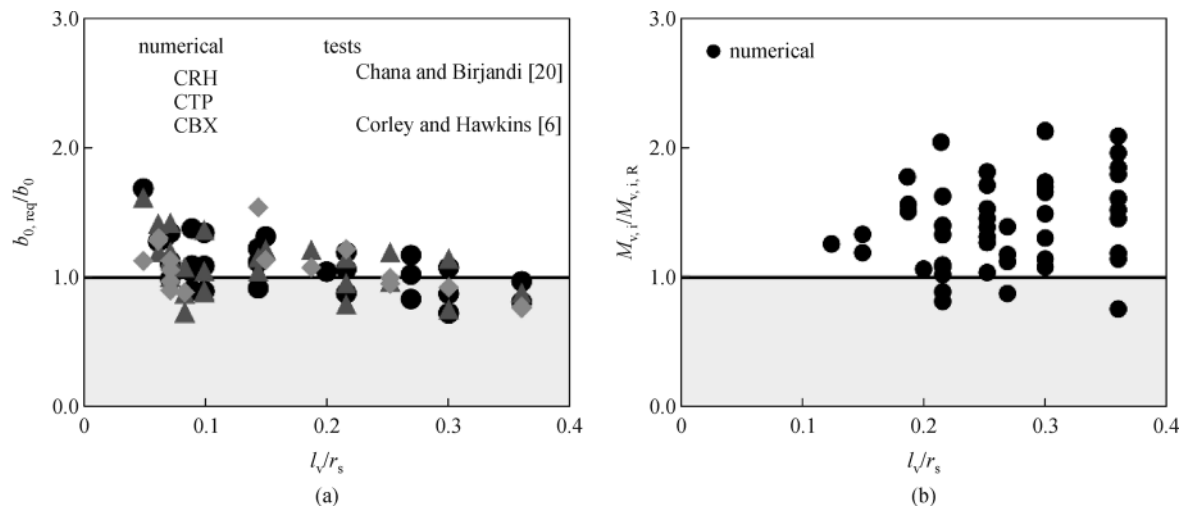 3.0
numerical
tests
CRH
Chana and Birjandi [20]
CTP
CBX
Corley and Hawkins [6]
2.0
1.0
0.0
b0, req/b0
0
0.1
0.2
0.3
0.4
lv/rs
(a)
3.0
numerical
2.0
1.0
0.0
Mv, i/Mv, i, R
0
0.1
0.2
0.3
0.4
lv/rs
(b)